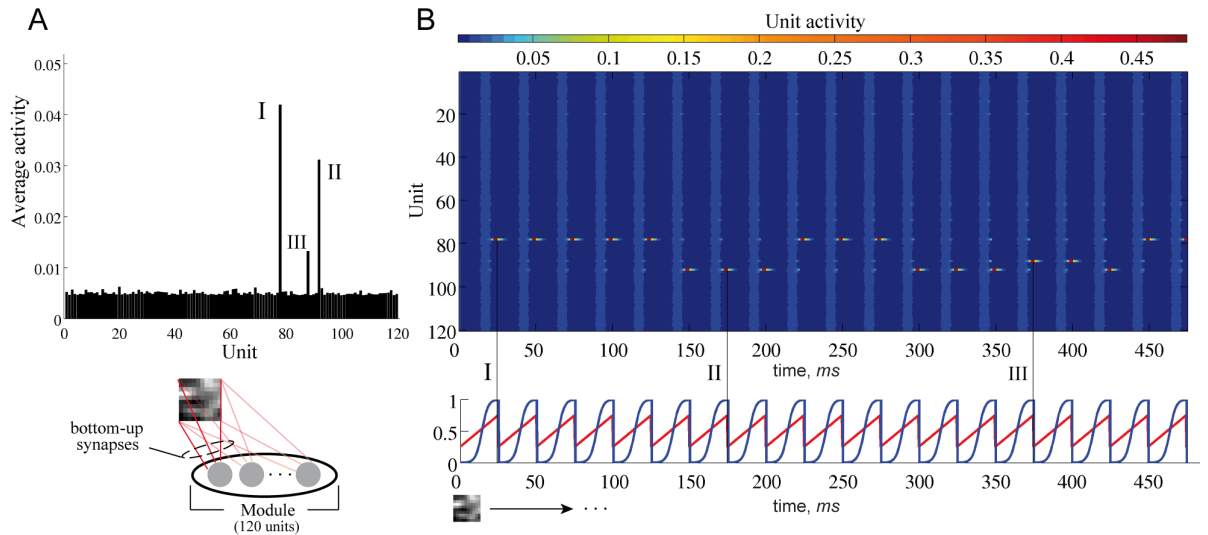 A
Average activity
0.05
0.04
0.03
0.02
0.01
0
I
II
III
0 20 40 60 80 100 120
Unit
bottom-up
synapses
Module
(120 units)
B
Unit activity
0.05 0.1 0.15 0.2 0.25 0.3 0.35 0.4 0.45
Unit
20
40
60
80
100
120
0 50 100 150 200 250 300 350 400 450
time, ms
I II III
1
0.5
0
0 50 100 150 200 250 300 350 400 450
time, ms